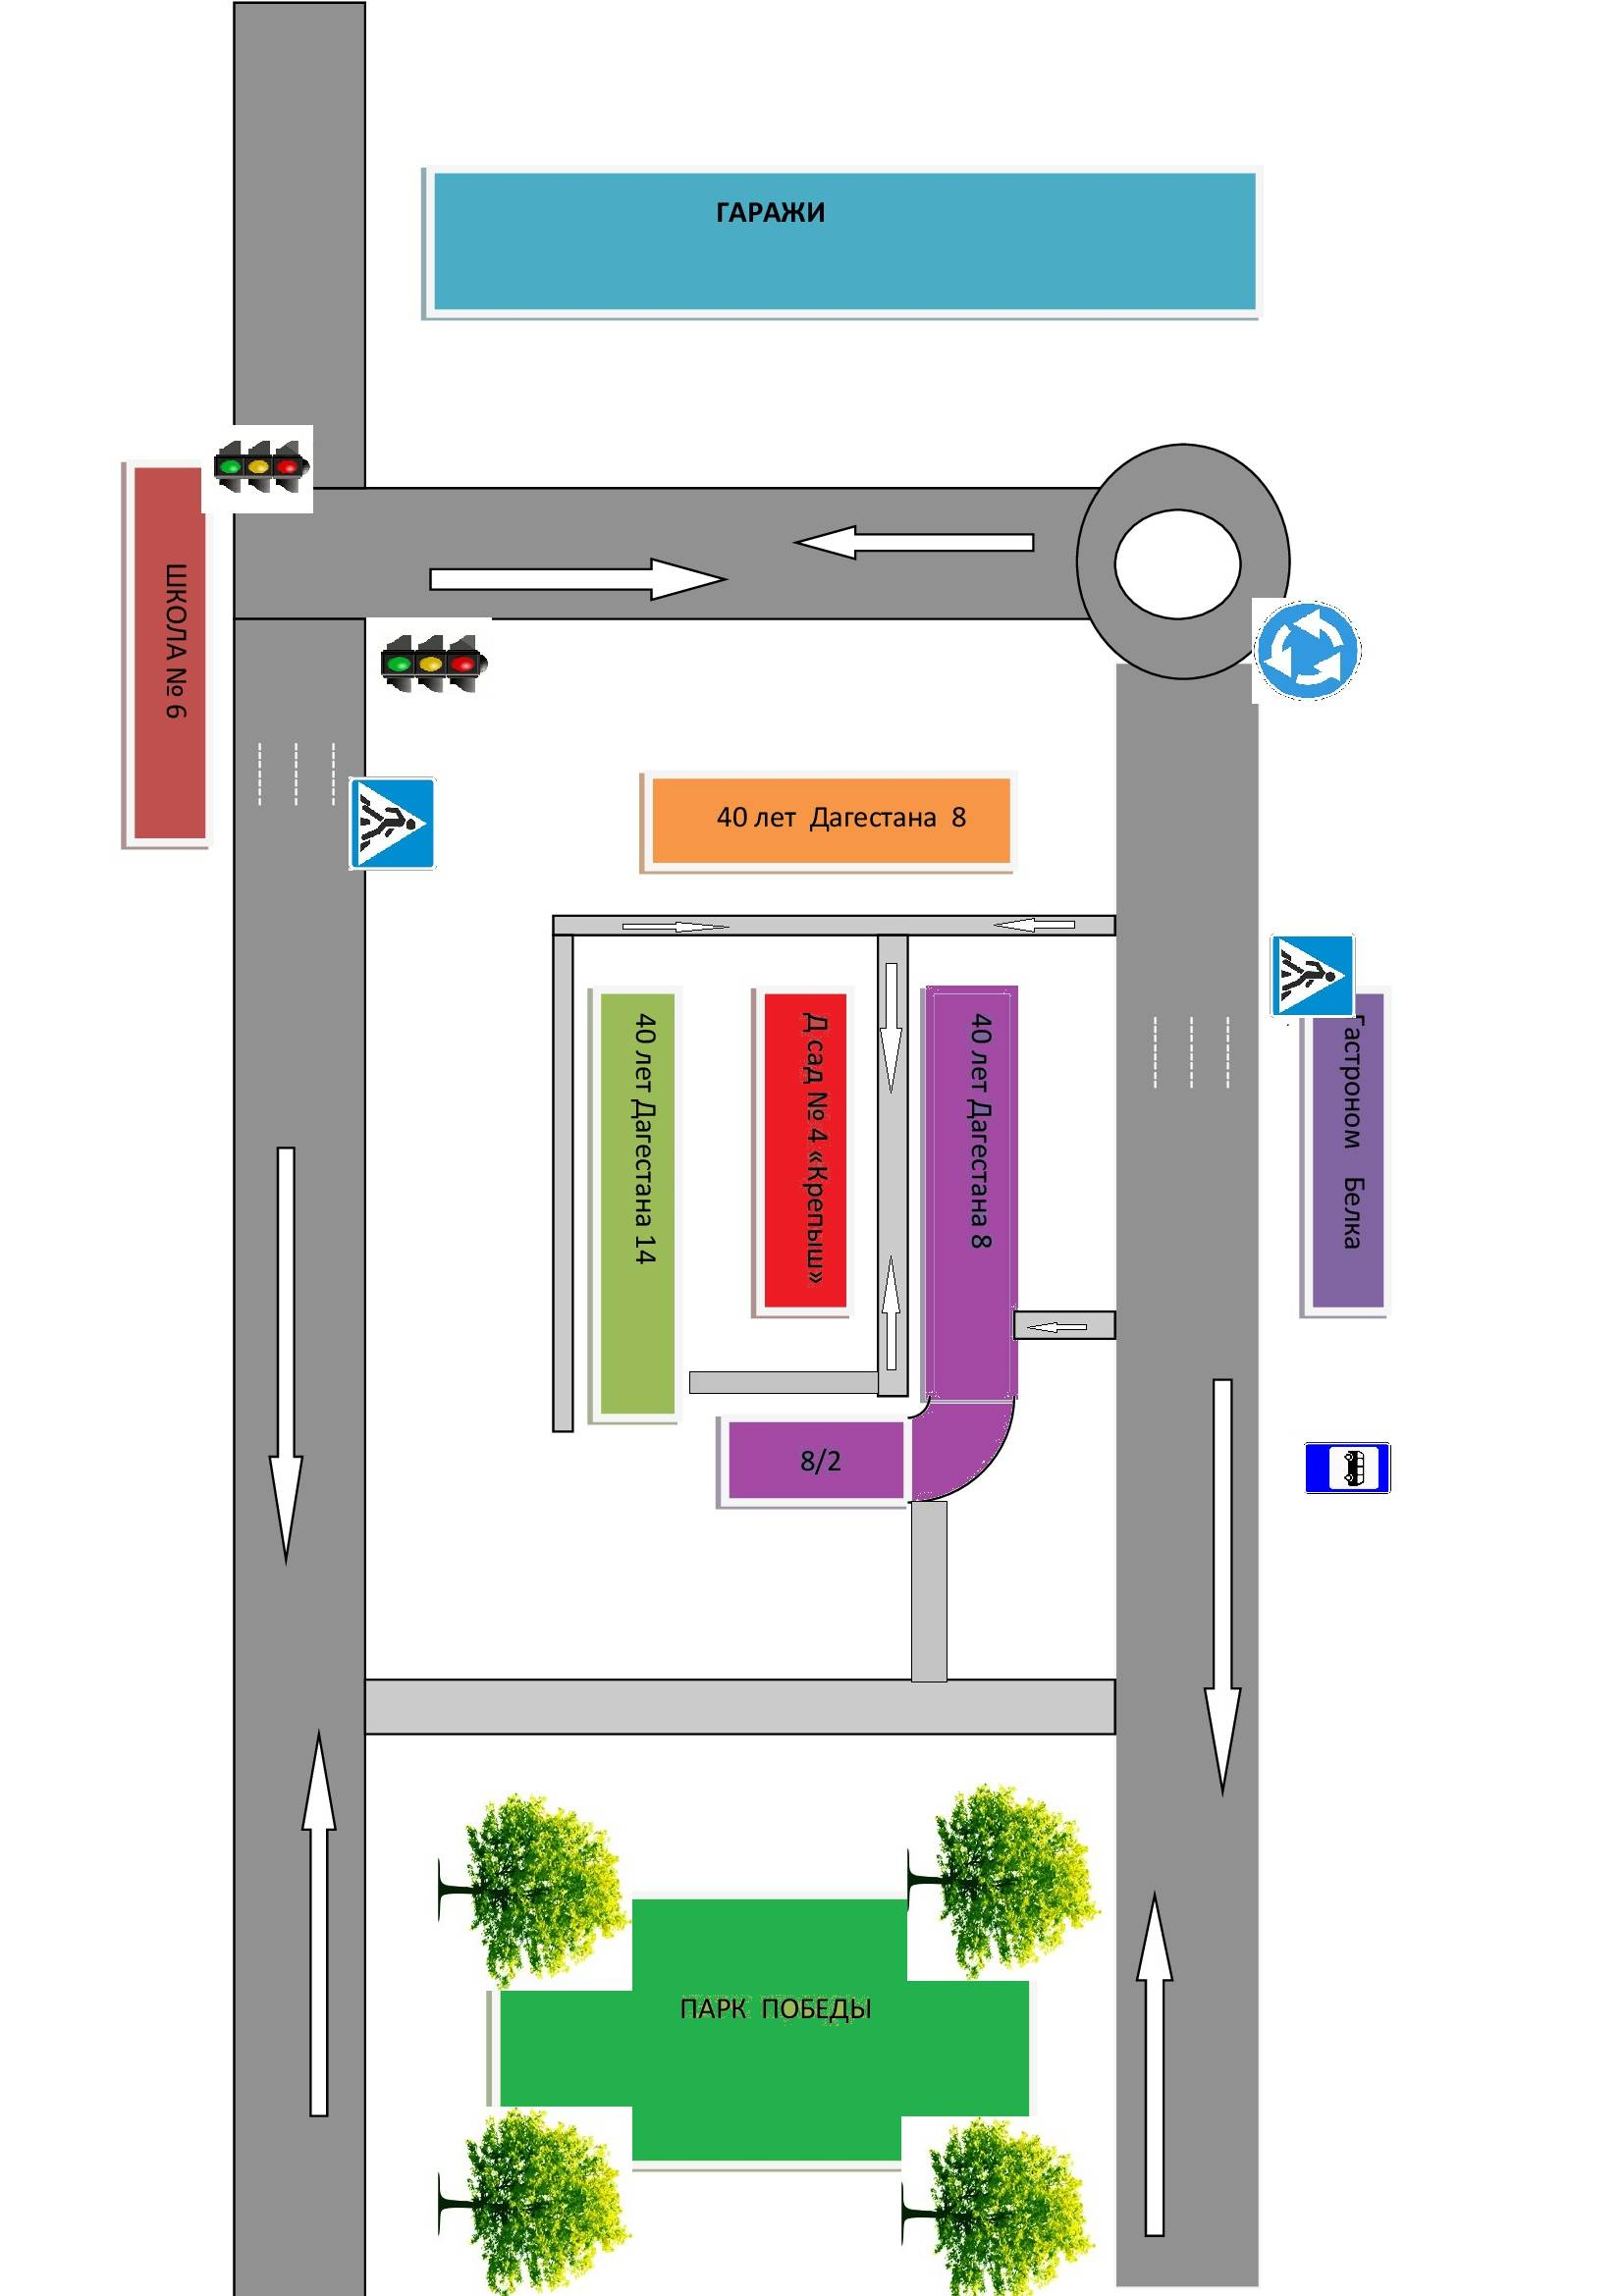 ГАРАЖИ
ШКОЛА № 6
40 лет Дагестана 8
40 лет Дагестана 14
Д сад № 4 «Крепыш»
40 лет Дагестана 8
Гастроном Белка
8/2
ПАРК ПОБЕДЫ